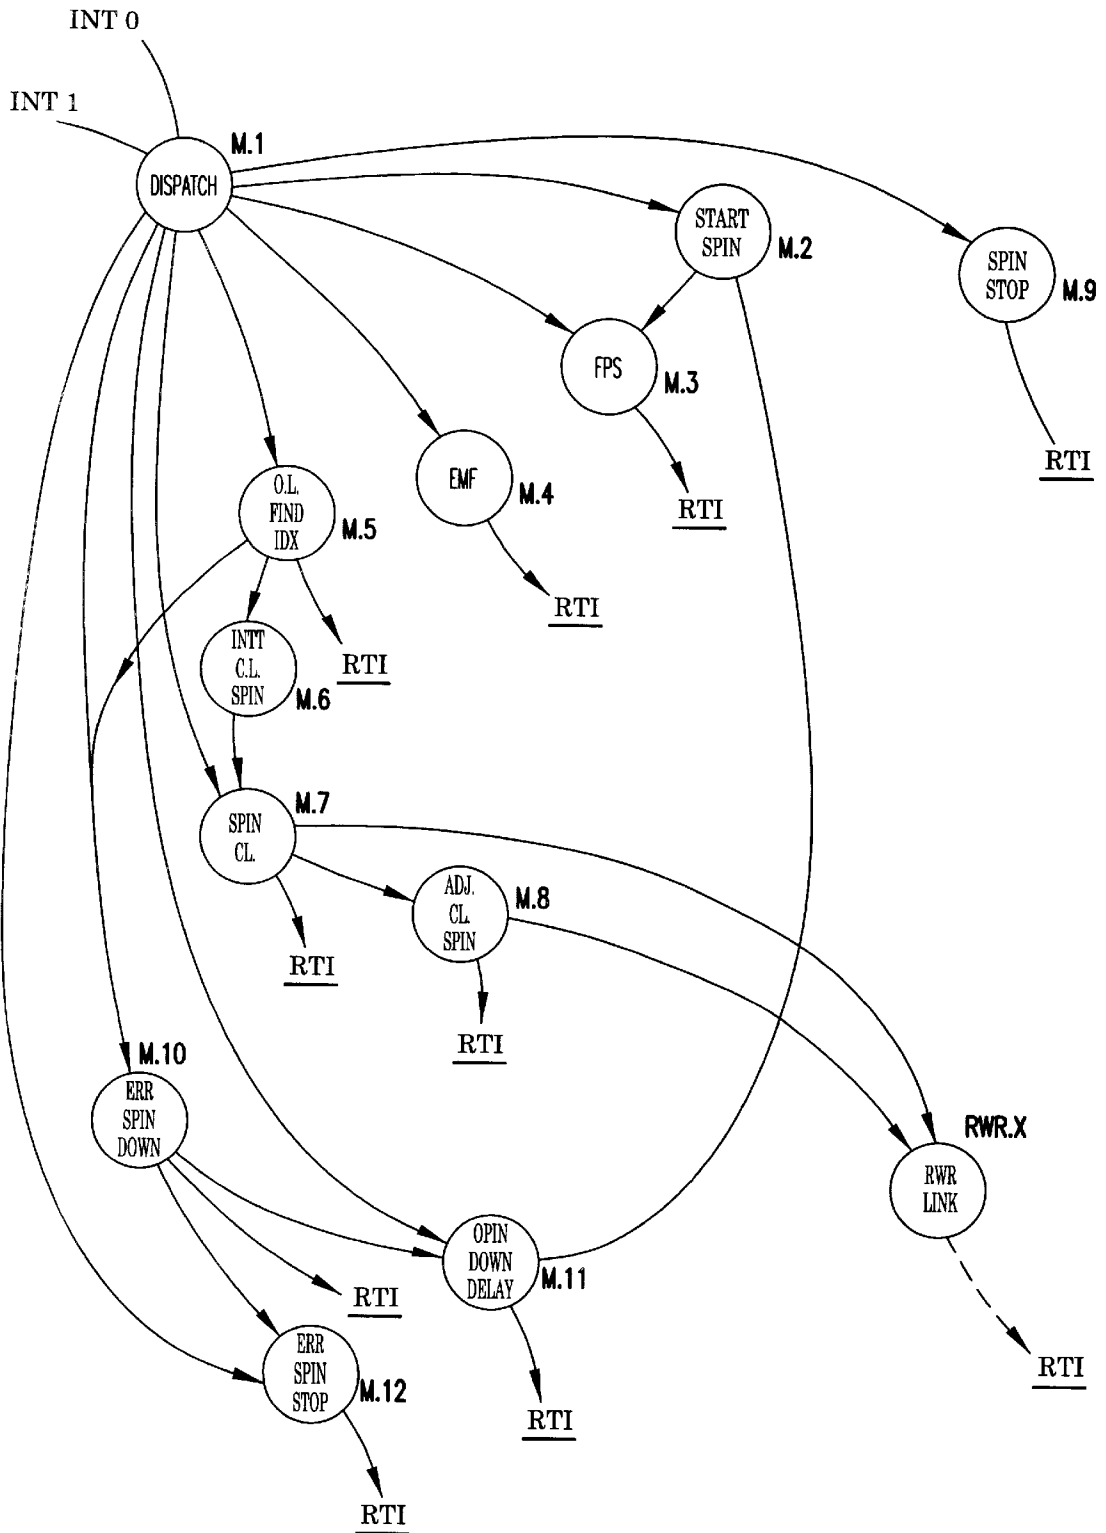 INT 0
INT 1
M.1
DISPATCH
START
SPIN
M.2
SPIN
STOP
M.9
FPS
M.3
RTI
RTI
EMF
M.4
RTI
O.L.
FIND
IDX
M.5
RTI
INTT
C.L.
SPIN
M.6
M.7
SPIN
CL.
RTI
ADJ.
CL.
SPIN
M.8
RTI
M.10
ERR
SPIN
DOWN
RWR.X
RWR
LINK
RTI
OPIN
DOWN
DELAY
M.11
RTI
RTI
ERR
SPIN
STOP
M.12
RTI